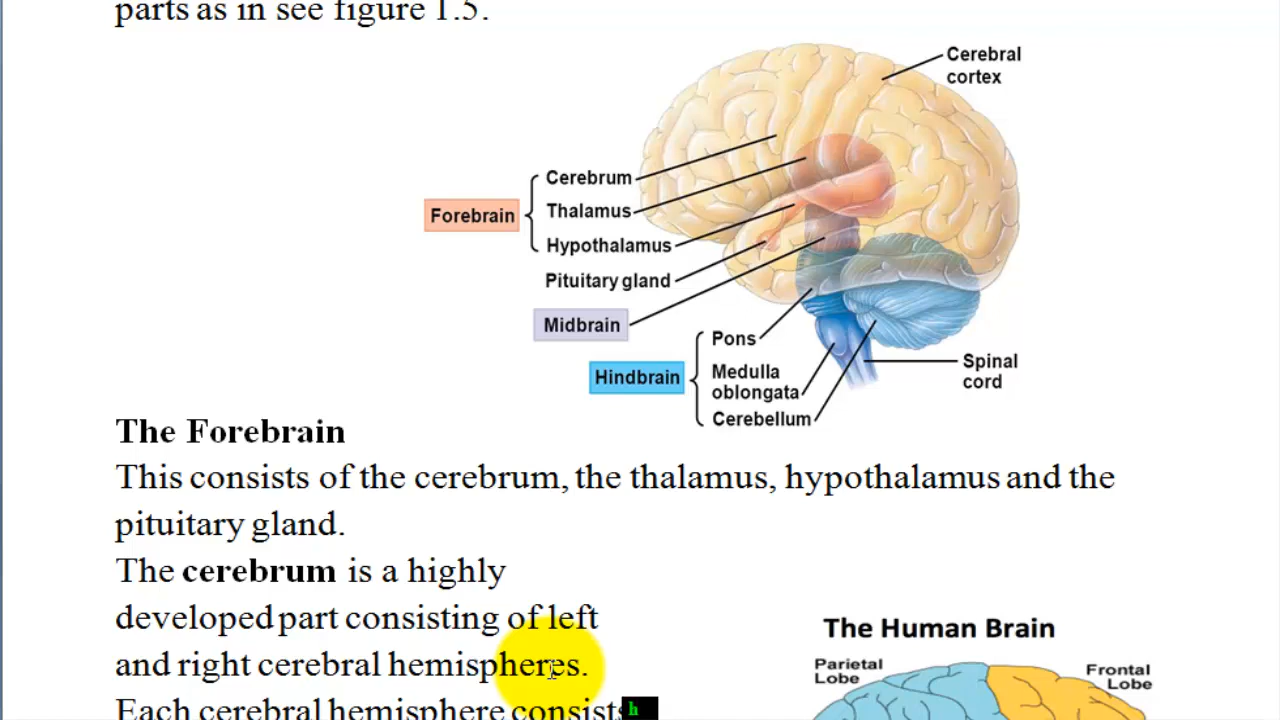 parts as in see figure 1.5.
Cerebral
cortex
Cerebrum
Thalamus
Forebrain
Hypothalamus
Pituitary gland
Midbrain
Pons
Hindbrain
Medulla
oblongata
Cerebellum
Spinal
cord
The Forebrain
This consists of the cerebrum, the thalamus, hypothalamus and the
pituitary gland.
The cerebrum is a highly
developed part consisting of left
and right cerebral hemispheres.
Each cerebral hemisphere consists
h
The Human Brain
Parietal
Lobe
Frontal
Lobe